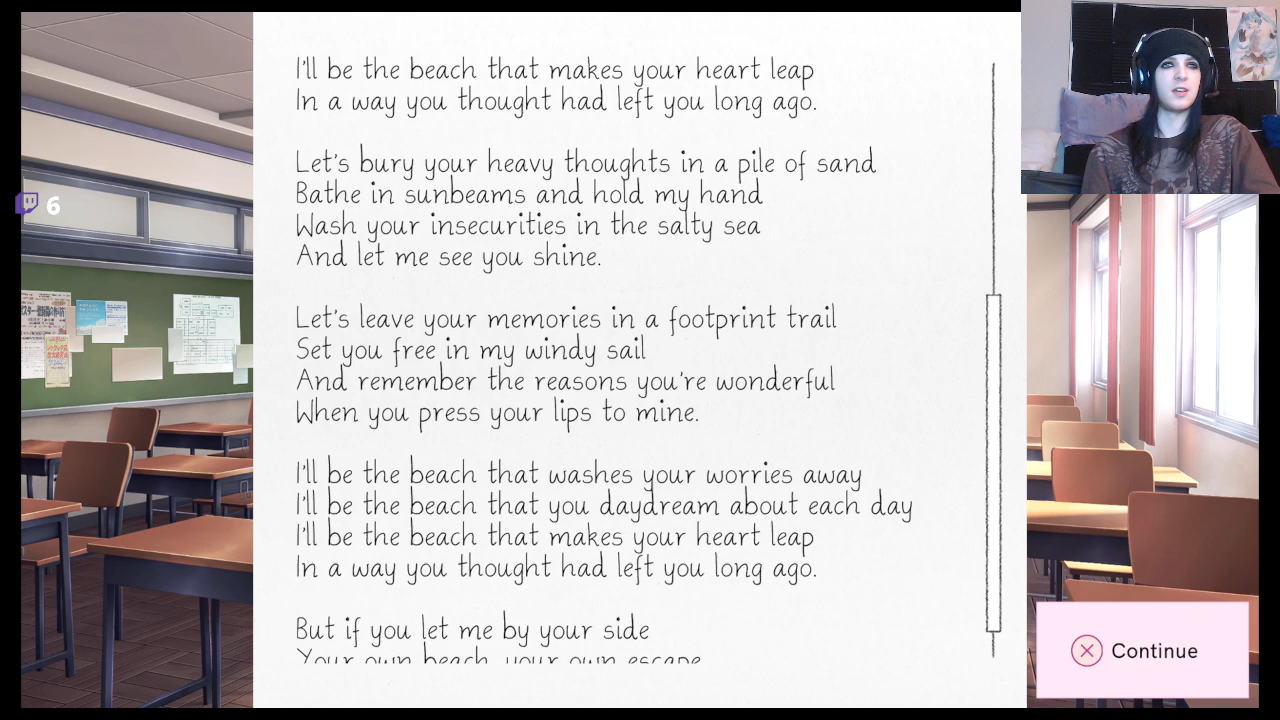 I'll be the beach that makes your heart leap
In a way you thought had left you long ago.
Let's bury your heavy thoughts in a pile of sand
Bathe in sunbeams and hold my hand
Wash your insecurities in the salty sea
And let me see you shine.
Let's leave your memories in a footprint trail
Set you free in my windy sail
And remember the reasons you're wonderful
When you press your lips to mine.
I'll be the beach that washes your worries away
I'll be the beach that you daydream about each day
I'll be the beach that makes your heart leap
In a way you thought had left you long ago.
But if you let me by your side
Your own beach, your own escape
6
Continue